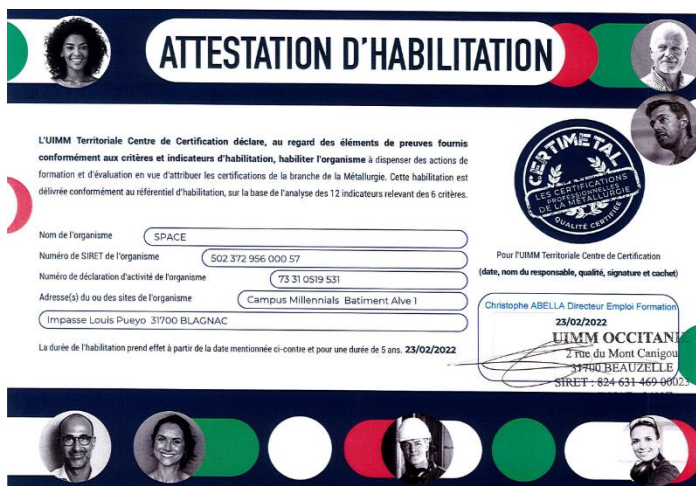 ATTESTATION D'HABILITATION
L'UIMM Territoriale Centre de Certification déclare, au regard des éléments de preuves fournis
conformément aux critères et indicateurs d'habilitation, habiliter l'organisme à dispenser des actions de
formation et d'évaluation en vue d'attribuer les certifications de la branche de la Métallurgie. Cette habilitation est
délivrée conformément au référentiel d'habilitation, sur la base de l'analyse des 12 indicateurs relevant des 6 critères.
CERTIMETAL
LES CERTIFICATIONS
PROFESSIONNELLES
DE LA MÉTALLURGIE
QUALITÉ CERTIFIÉE
Nom de l'organisme SPACE
Numéro de SIRET de l'organisme 502 372 956 000 57
Numéro de déclaration d'activité de l'organisme 73 31 0519 531
Adresse(s) du ou des sites de l'organisme Campus Millennials Batiment Alve 1
Impasse Louis Pueyo 31700 BLAGNAC
La durée de l'habilitation prend effet à partir de la date mentionnée ci-contre et pour une durée de 5 ans. 23/02/2022
Pour l'UIMM Territoriale Centre de Certification
(date, nom du responsable, qualité, signature et cachet)
Christophe ABELLA Directeur Emploi Formation
23/02/2022
UIMM OCCITANIE
2 rue du Mont Canigou
31700 BEAUZELLE
SIRET : 824 631 469 00023